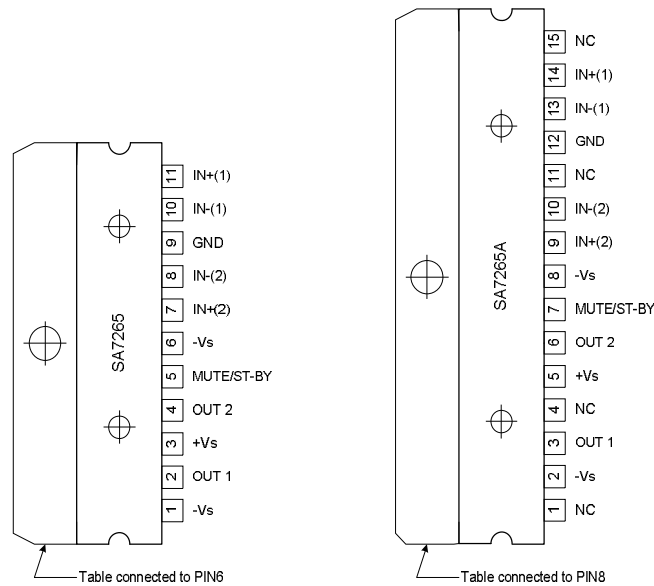 SA7265
11 IN+(1)
10 IN-(1)
9 GND
8 IN-(2)
7 IN+(2)
6 -Vs
5 MUTE/ST-BY
4 OUT 2
3 +Vs
2 OUT 1
1 -Vs
Table connected to PIN6
SA7265A
15 NC
14 IN+(1)
13 IN-(1)
12 GND
11 NC
10 IN-(2)
9 IN+(2)
8 -Vs
7 MUTE/ST-BY
6 OUT 2
5 +Vs
4 NC
3 OUT 1
2 -Vs
1 NC
Table connected to PIN8